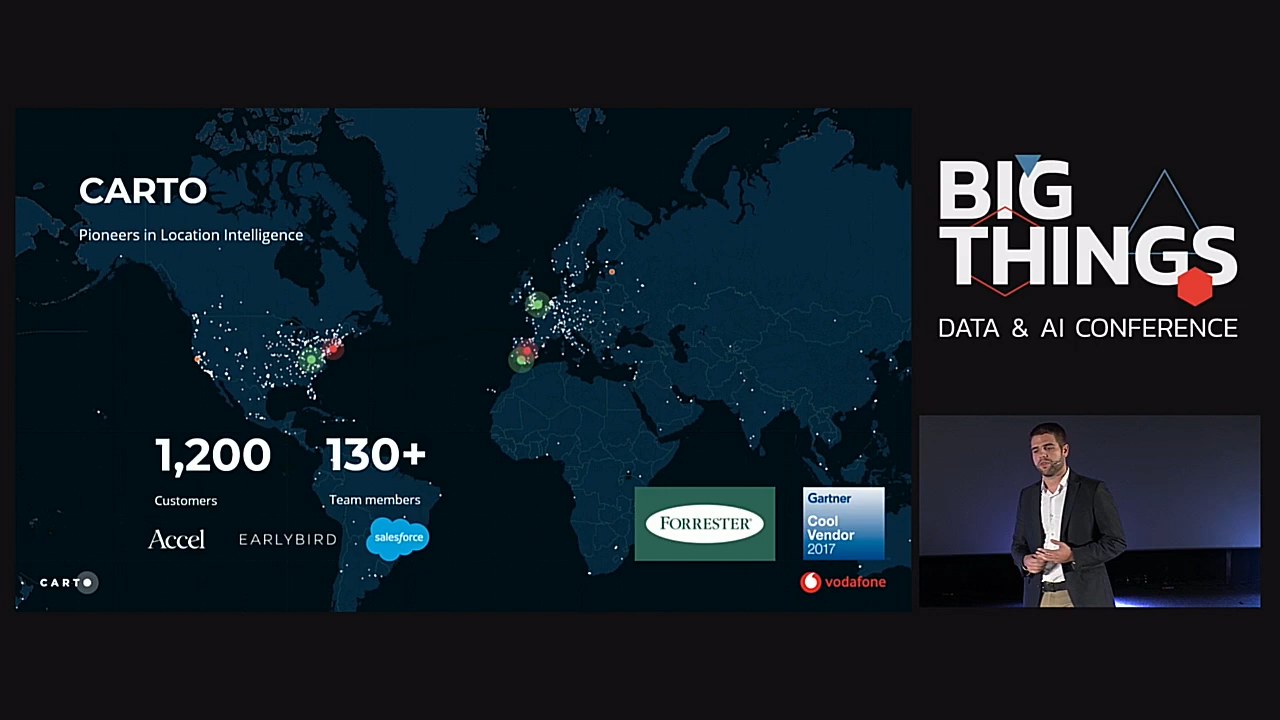 CARTO
Pioneers in Location Intelligence
1,200
130+
Customers
Team members
Accel
EARLYBIRD
salesforce
FORRESTER
Gartner
Cool
Vendor
2017
CARTO
vodafone
BIG
THINGS
DATA & AI CONFERENCE